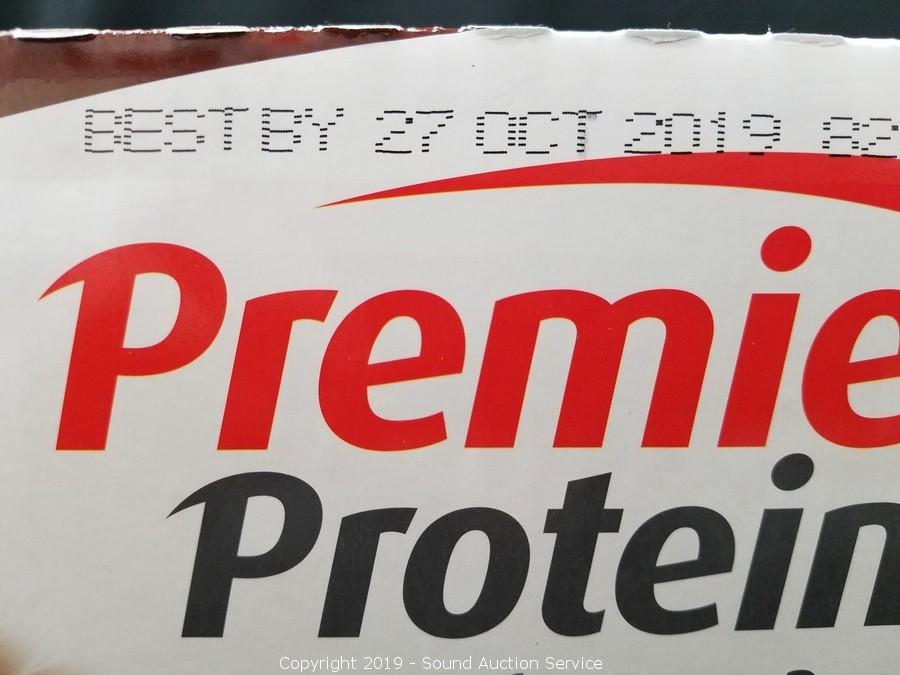 BEST BY 27 OCT 2019 82
Premie
Protein
Copyright 2019 - Sound Auction Service